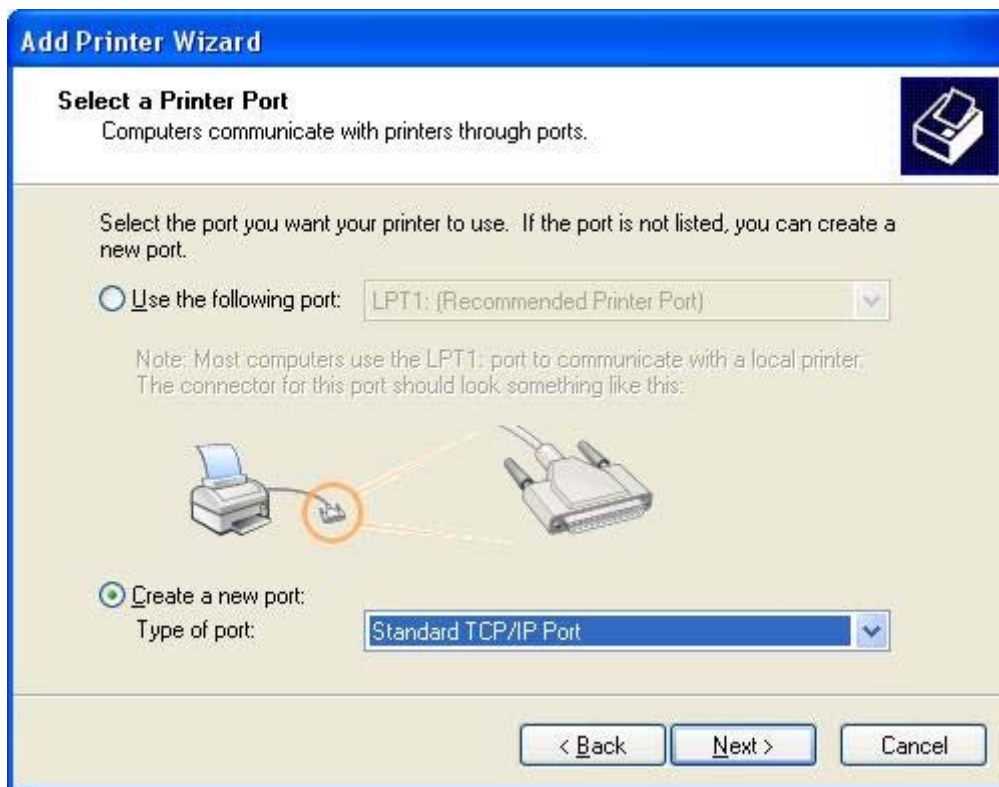 Add Printer Wizard
Select a Printer Port
Computers communicate with printers through ports.
Select the port you want your printer to use. If the port is not listed, you can create a
new port.
Use the following port: LPT1: (Recommended Printer Port)
Note: Most computers use the LPT1: port to communicate with a local printer.
The connector for this port should look something like this:
Create a new port:
Type of port: Standard TCP/IP Port
< Back Next > Cancel